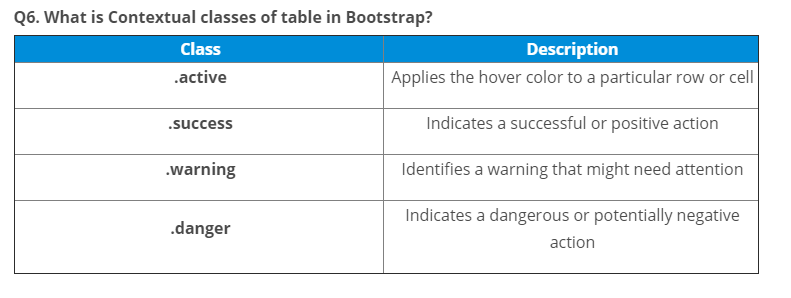 Q6. What is Contextual classes of table in Bootstrap?
Class Description
.active Applies the hover color to a particular row or cell
.success Indicates a successful or positive action
.warning Identifies a warning that might need attention
.danger Indicates a dangerous or potentially negative
action